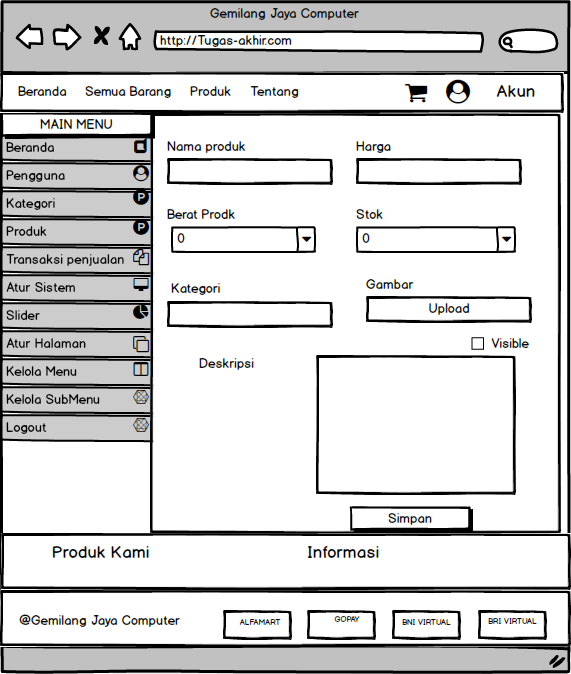 Gemilang Jaya Computer
http://Tugas-akhir.com
Beranda Semua Barang Produk Tentang Akun
MAIN MENU
Beranda
Pengguna
Kategori
Produk
Transaksi penjualan
Atur Sistem
Slider
Atur Halaman
Kelola Menu
Kelola SubMenu
Logout
P
P
Nama produk Harga
Berat Prodk Stok
0 0
Kategori Gambar
Upload
Visible
Deskripsi
Simpan
Produk Kami Informasi
@Gemilang Jaya Computer ALFAMART GOPAY BNI VIRTUAL BRI VIRTUAL